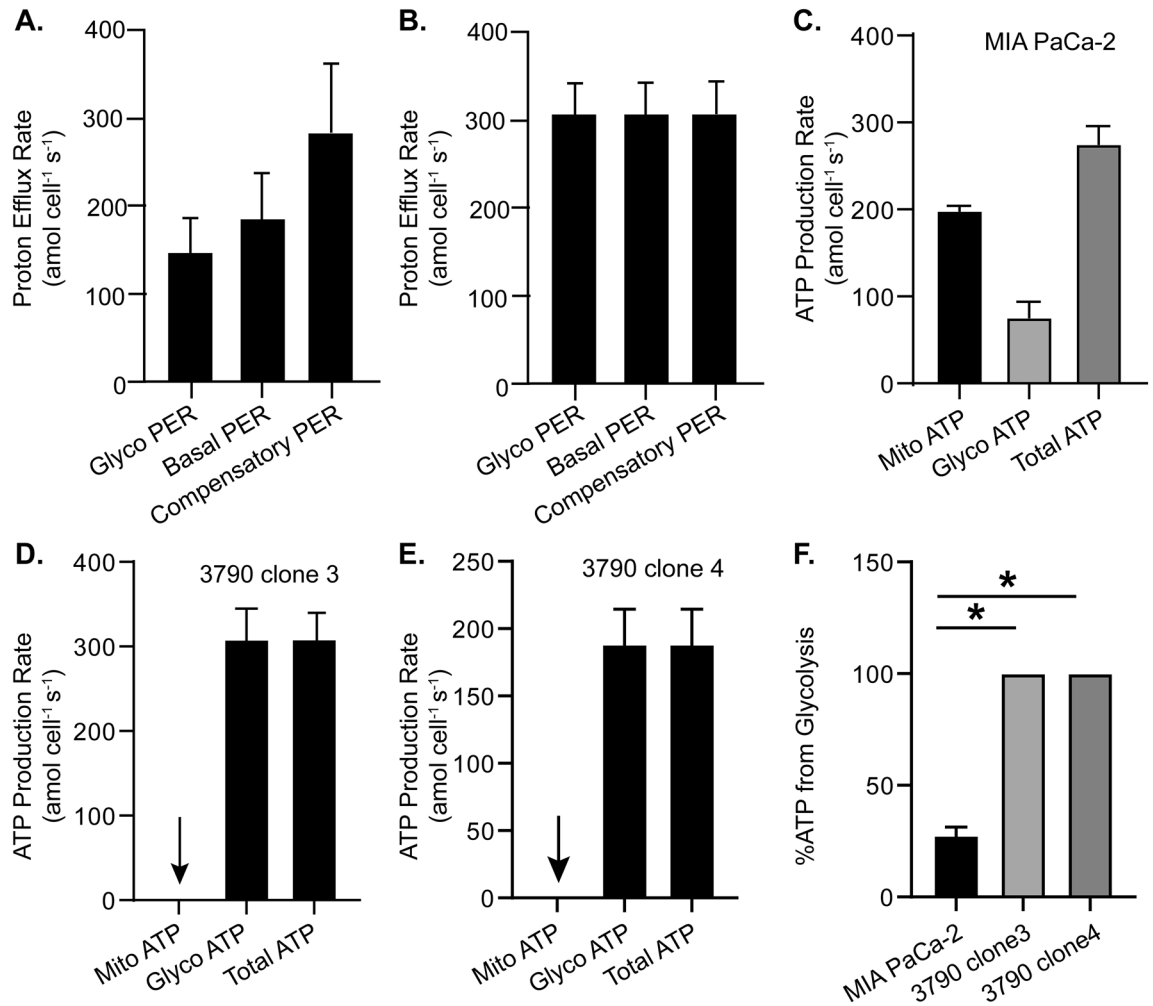 A.
Proton Efflux Rate
(amol cell⁻¹ s⁻¹)
400
300
200
100
0
Glyco PER
Basal PER
Compensatory PER
B.
Proton Efflux Rate
(amol cell⁻¹ s⁻¹)
400
300
200
100
0
Glyco PER
Basal PER
Compensatory PER
C.
MIA PaCa-2
ATP Production Rate
(amol cell⁻¹ s⁻¹)
400
300
200
100
0
Mito ATP
Glyco ATP
Total ATP
D.
3790 clone 3
ATP Production Rate
(amol cell⁻¹ s⁻¹)
400
300
200
100
0
Mito ATP
Glyco ATP
Total ATP
E.
3790 clone 4
ATP Production Rate
(amol cell⁻¹ s⁻¹)
250
200
150
100
50
0
Mito ATP
Glyco ATP
Total ATP
F.
%ATP from Glycolysis
150
100
50
0
*
*
MIA PaCa-2
3790 clone3
3790 clone4